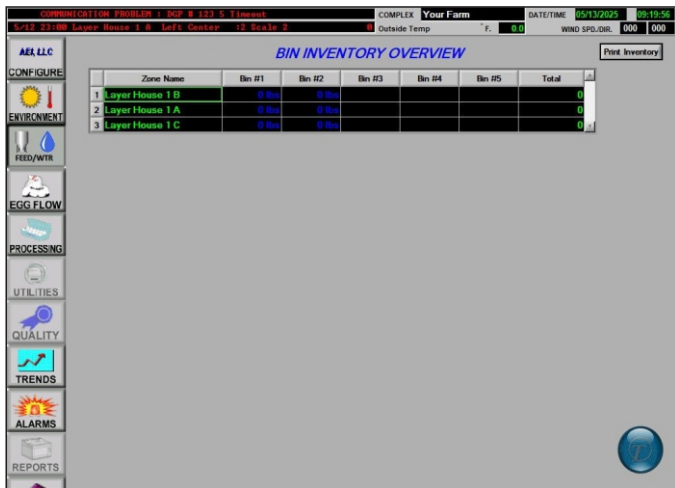 COMMUNICATION PROBLEM : DGP # 123 5 Timeout
COMPLEX Your Farm DATE/TIME 05/13/2025 09:19:56
5/12 23:00 Layer House 1 A Left Center :2 Scale 2 0 Outside Temp °F. 0.0 WIND SPD./DIR. 000 000
AEI, LLC
BIN INVENTORY OVERVIEW
Print Inventory
CONFIGURE
Zone Name Bin #1 Bin #2 Bin #3 Bin #4 Bin #5 Total
1 Layer House 1 B 0 lbs 0 lbs 0
2 Layer House 1 A 0 lbs 0 lbs 0
3 Layer House 1 C 0 lbs 0 lbs 0
ENVIRONMENT
FEED/WTR
EGG FLOW
PROCESSING
UTILITIES
QUALITY
TRENDS
ALARMS
REPORTS